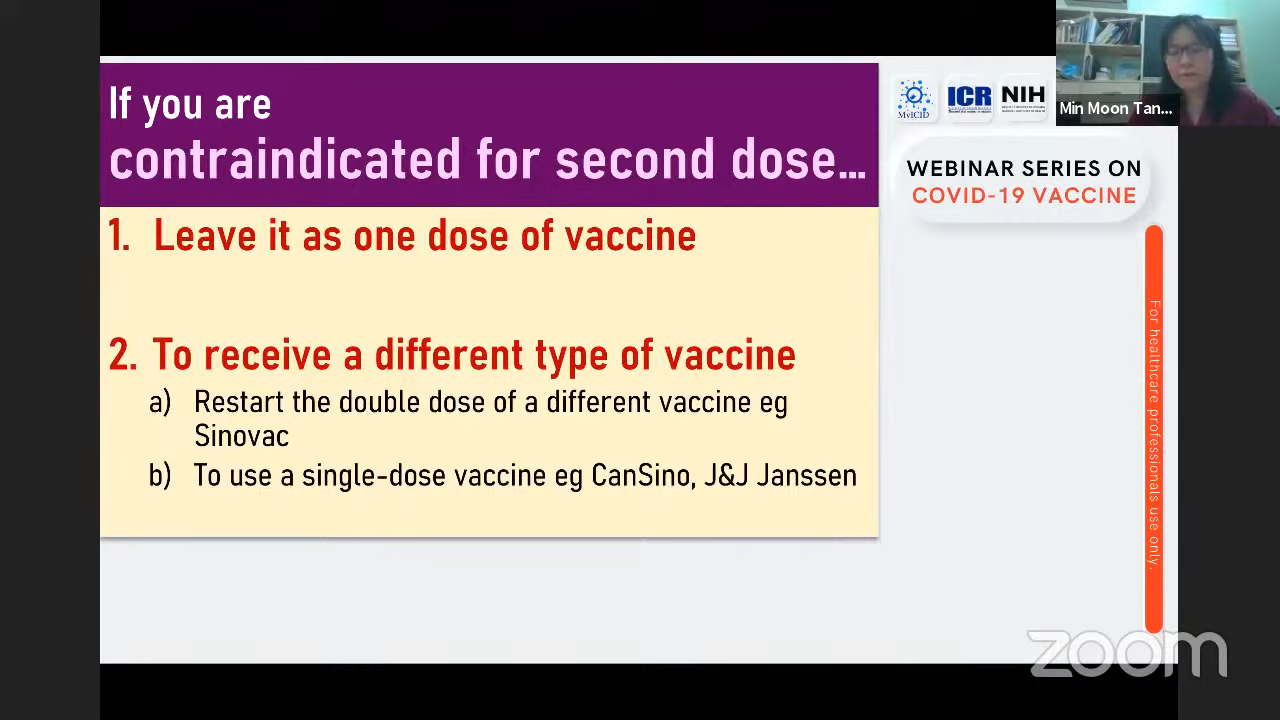 If you are
contraindicated for second dose...
1. Leave it as one dose of vaccine
2. To receive a different type of vaccine
a) Restart the double dose of a different vaccine eg
Sinovac
b) To use a single-dose vaccine eg CanSino, J&J Janssen
MyICID
ICR
NIH
Min Moon Tan...
WEBINAR SERIES ON
COVID-19 VACCINE
For healthcare professionals use only.
zoom